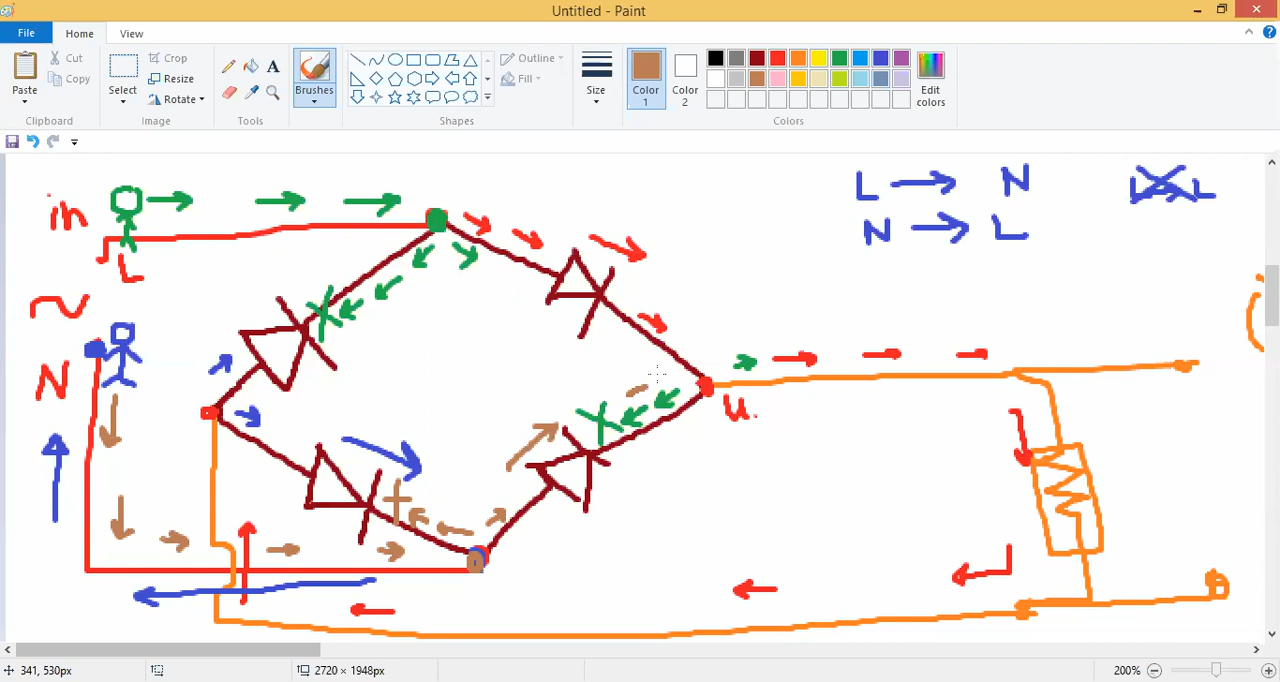 Untitled - Paint
File
Home
View
Paste
Cut
Copy
Clipboard
Select
Crop
Resize
Rotate
Image
Tools
Brushes
Shapes
Outline
Fill
Size
Color
1
Color
2
Edit
colors
Colors
in
L
N
L N
N L
L L
u.
341, 530px
2720 × 1948px
200%